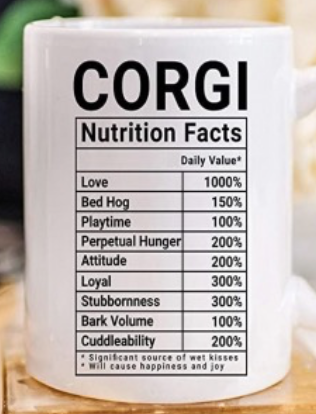 CORGI
Nutrition Facts
Daily Value*
Love 1000%
Bed Hog 150%
Playtime 100%
Perpetual Hunger 200%
Attitude 200%
Loyal 300%
Stubbornness 300%
Bark Volume 100%
Cuddleability 200%
* Significant source of wet kisses
* Will cause happiness and joy